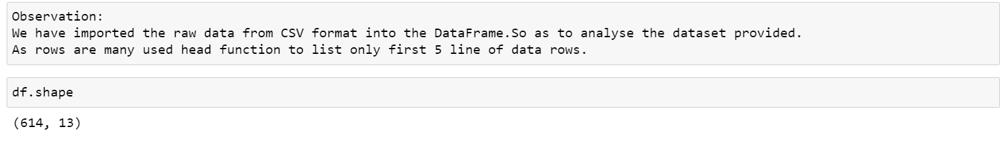 Observation:
We have imported the raw data from CSV format into the DataFrame.So as to analyse the dataset provided.
As rows are many used head function to list only first 5 line of data rows.
df.shape
(614, 13)